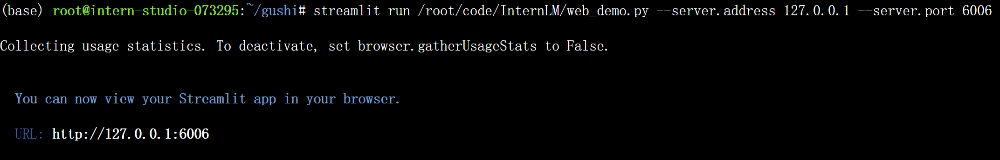 (base) root@intern-studio-073295:~/gushi# streamlit run /root/code/InternLM/web_demo.py --server.address 127.0.0.1 --server.port 6006
Collecting usage statistics. To deactivate, set browser.gatherUsageStats to False.
You can now view your Streamlit app in your browser.
URL: http://127.0.0.1:6006